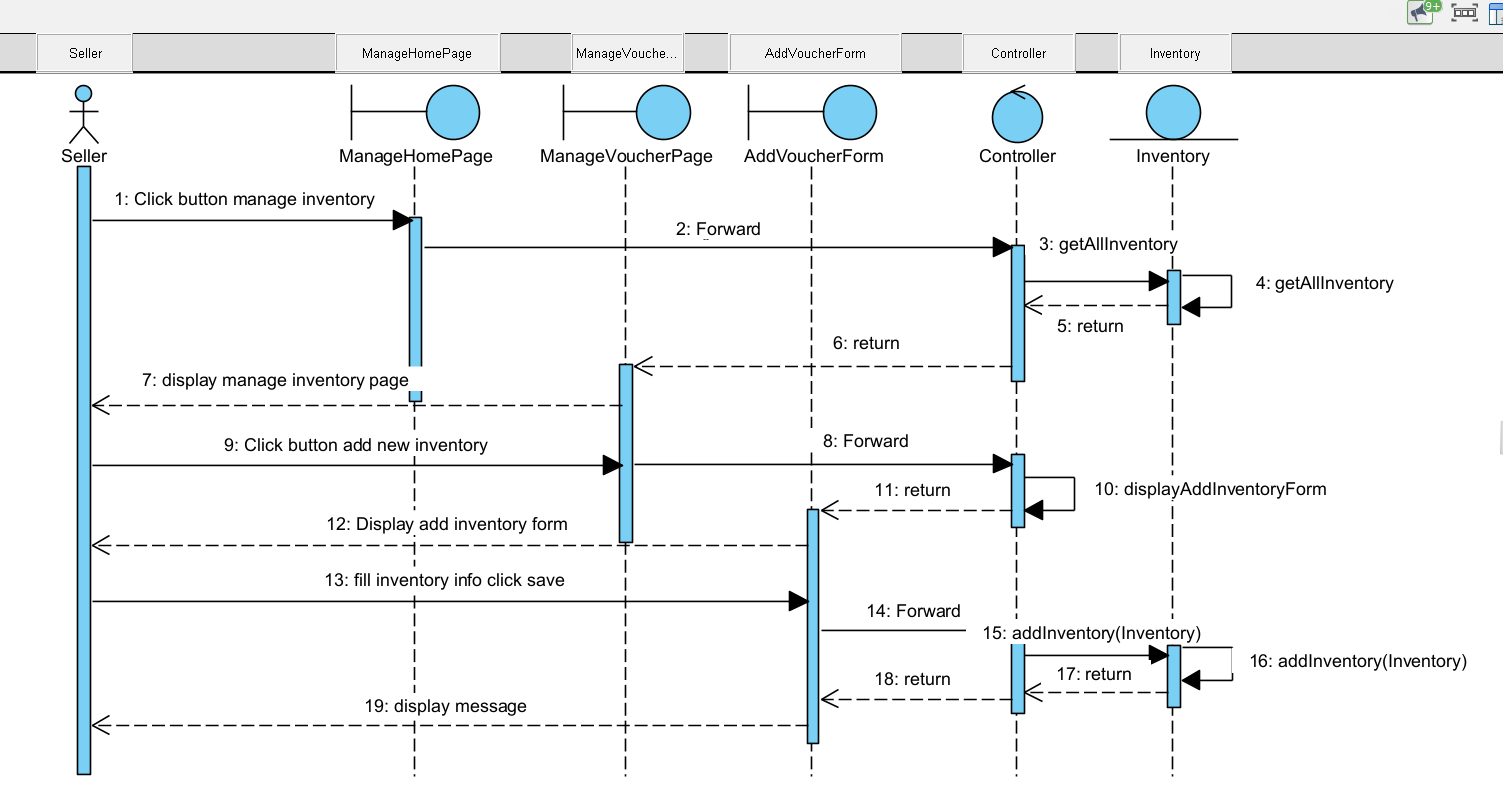 9+
Seller
ManageHomePage
ManageVouche...
AddVoucherForm
Controller
Inventory
Seller
ManageHomePage
ManageVoucherPage
AddVoucherForm
Controller
Inventory
1: Click button manage inventory
2: Forward
3: getAllInventory
4: getAllInventory
5: return
6: return
7: display manage inventory page
9: Click button add new inventory
8: Forward
10: displayAddInventoryForm
11: return
12: Display add inventory form
13: fill inventory info click save
14: Forward
15: addInventory(Inventory)
16: addInventory(Inventory)
17: return
18: return
19: display message